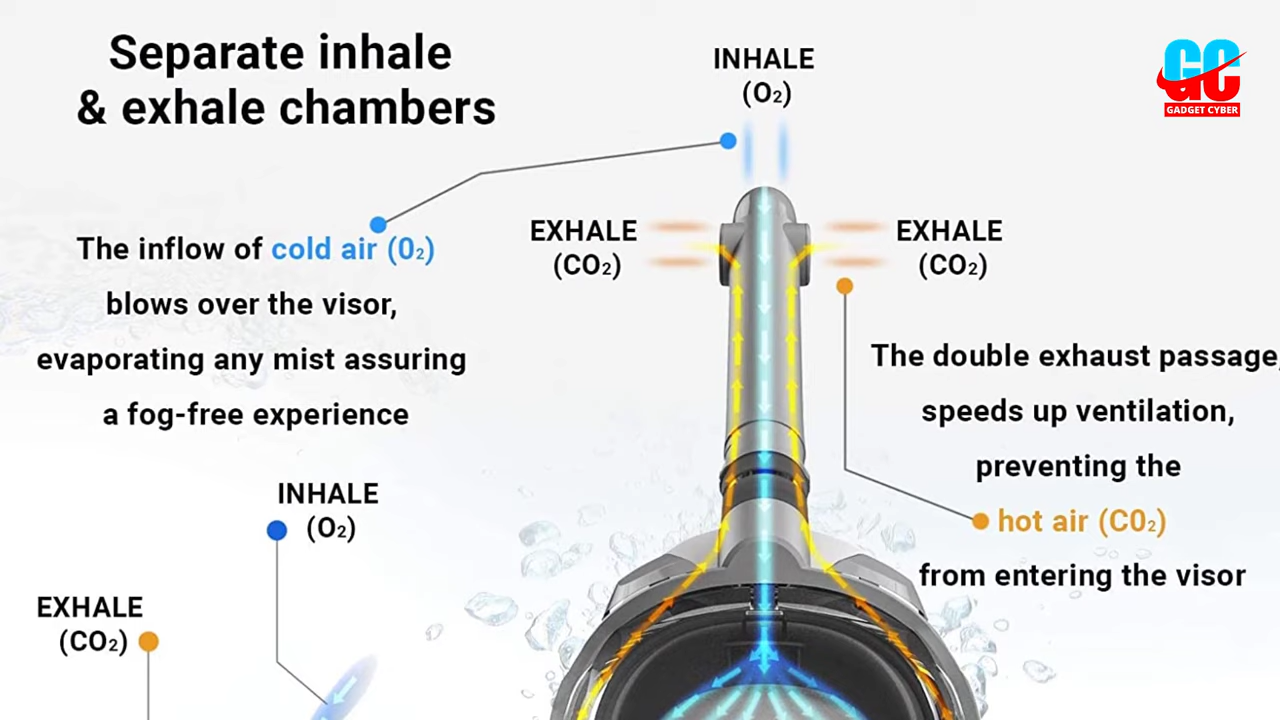 Separate inhale
& exhale chambers
INHALE
(O₂)
GC
GADGET CYBER
EXHALE
(CO₂)
EXHALE
(CO₂)
The inflow of cold air (0₂)
blows over the visor,
evaporating any mist assuring
a fog-free experience
The double exhaust passage,
speeds up ventilation,
preventing the
hot air (C0₂)
from entering the visor
INHALE
(O₂)
EXHALE
(CO₂)